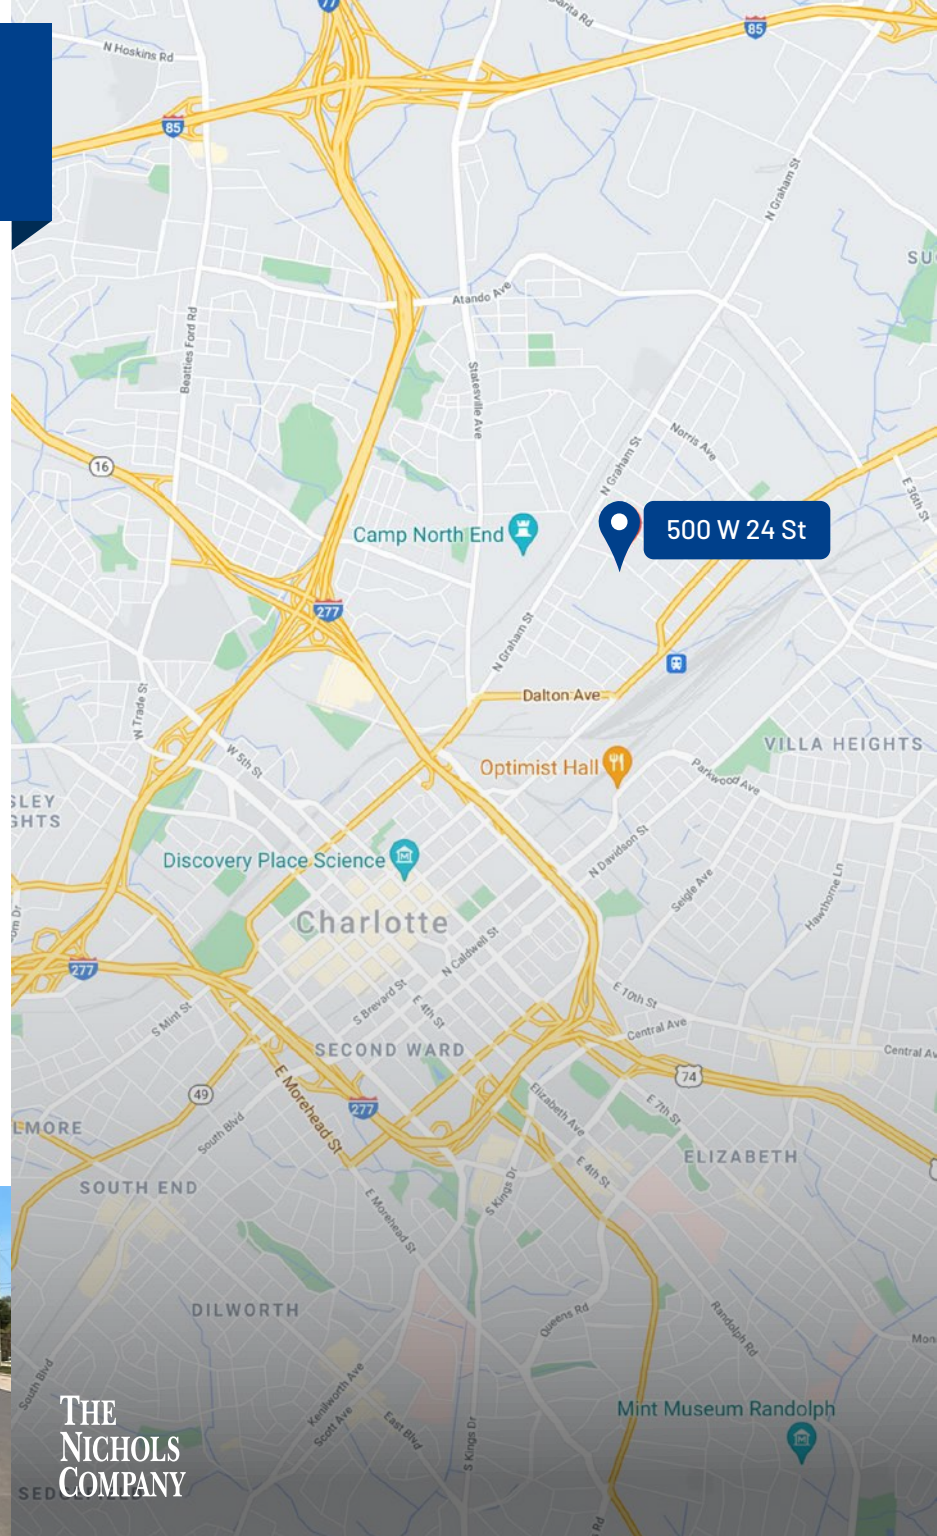 77
Barita Rd
85
N Hoskins Rd
85
N Graham St
SU
Atando Ave
Beatties Ford Rd
Statesville Ave
Norris Ave
N Graham St
16
E 36th St
Camp North End
500 W 24 St
277
N Graham St
Dalton Ave
W Trade St
VILLA HEIGHTS
W 5th St
Optimist Hall
Parkwood Ave
SLEY
GHTS
N Davidson St
Discovery Place Science
Seigle Ave
Hawthorne Ln
Charlotte
N Caldwell St
277
E 10th St
S Brevard St
E 4th St
S Mint St
Central Ave
SECOND WARD
Central Av
74
49
E Morehead St
277
Elizabeth Ave
E 7th St
LMORE
South Blvd
ELIZABETH
E 4th St
SOUTH END
S Kings Dr
E Morehead St
DILWORTH
Queens Rd
Randolph Rd
Mon
South Blvd
Kenilworth Ave
Scott Ave
East Blvd
S Kings Dr
Mint Museum Randolph
THE
NICHOLS
COMPANY
Rd